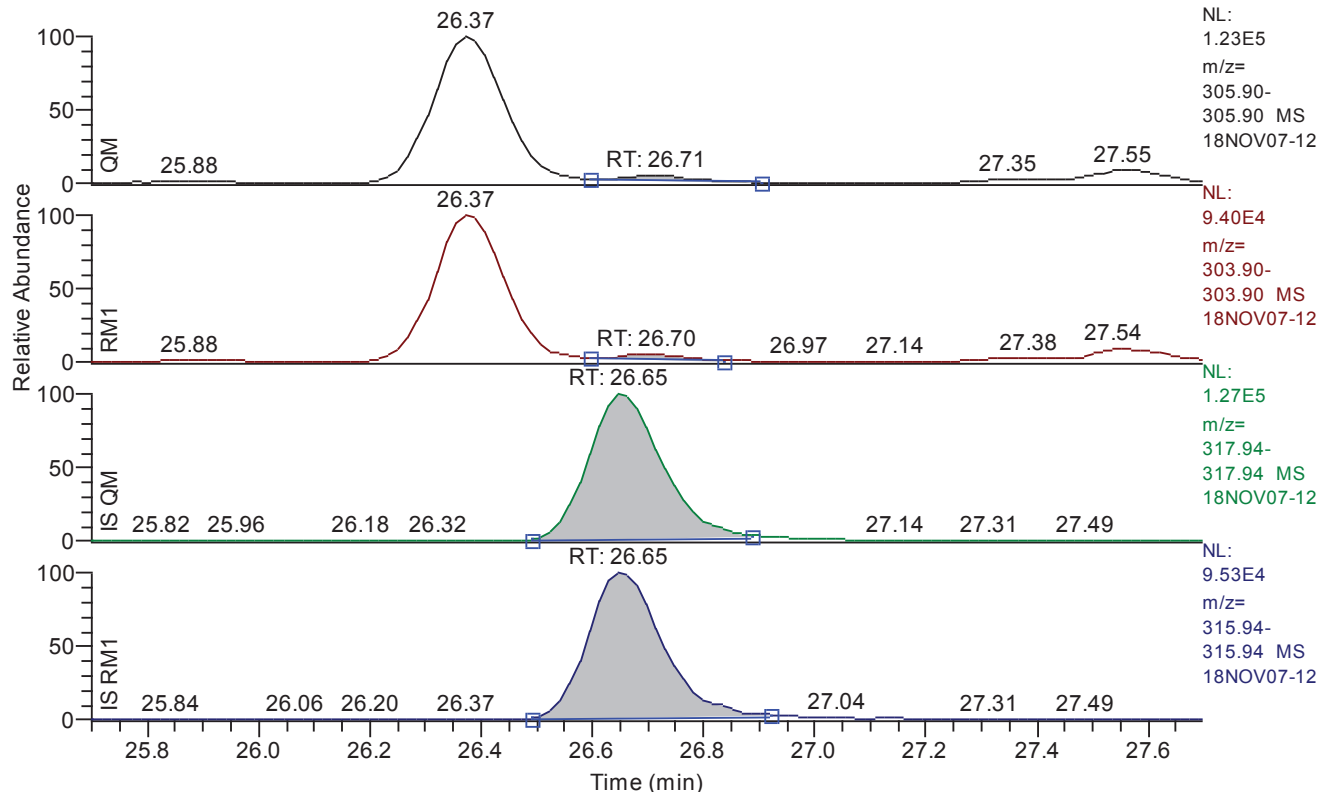 Relative Abundance
26.37
100
50
0
QM
25.88
RT: 26.71
27.35
27.55
NL:
1.23E5
m/z=
305.90-
305.90 MS
18NOV07-12
26.37
100
50
0
RM1
25.88
RT: 26.70
26.97
27.14
27.38
27.54
NL:
9.40E4
m/z=
303.90-
303.90 MS
18NOV07-12
RT: 26.65
100
50
0
IS QM
25.82
25.96
26.18
26.32
27.14
27.31
27.49
NL:
1.27E5
m/z=
317.94-
317.94 MS
18NOV07-12
RT: 26.65
100
50
0
IS RM1
25.84
26.06
26.20
26.37
27.04
27.31
27.49
NL:
9.53E4
m/z=
315.94-
315.94 MS
18NOV07-12
25.8 26.0 26.2 26.4 26.6 26.8 27.0 27.2 27.4 27.6
Time (min)